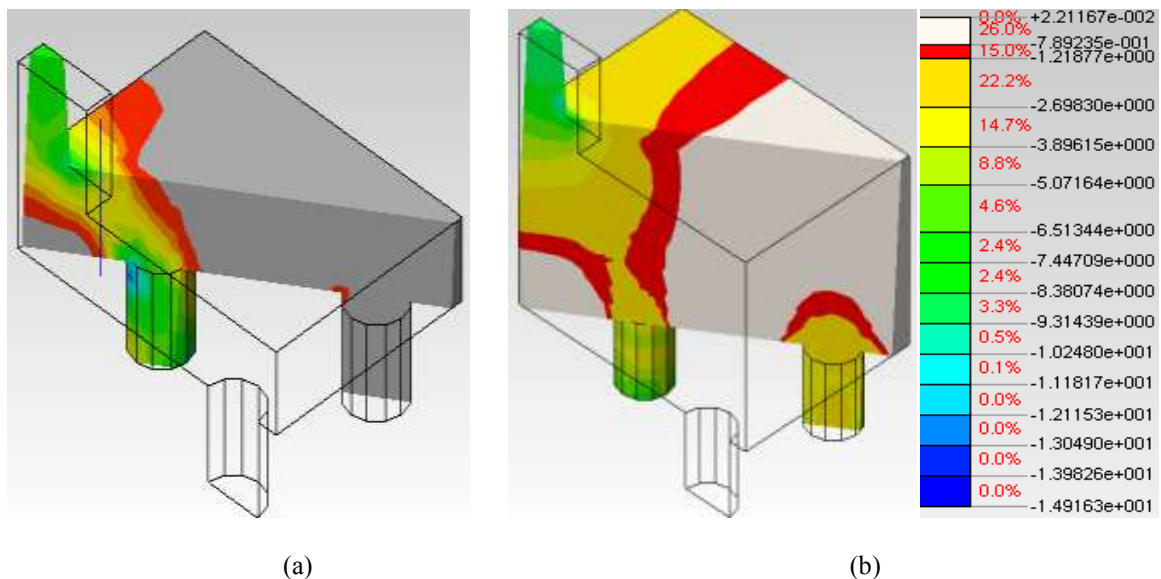 0.0% +2.21167e-002
26.0%
-7.89235e-001
15.0%
-1.21877e+000
22.2%
-2.69830e+000
14.7%
-3.89615e+000
8.8%
-5.07164e+000
4.6%
-6.51344e+000
2.4%
-7.44709e+000
2.4%
-8.38074e+000
3.3%
-9.31439e+000
0.5%
-1.02480e+001
0.1%
-1.11817e+001
0.0%
-1.21153e+001
0.0%
-1.30490e+001
0.0%
-1.39826e+001
0.0%
-1.49163e+001
(a)
(b)